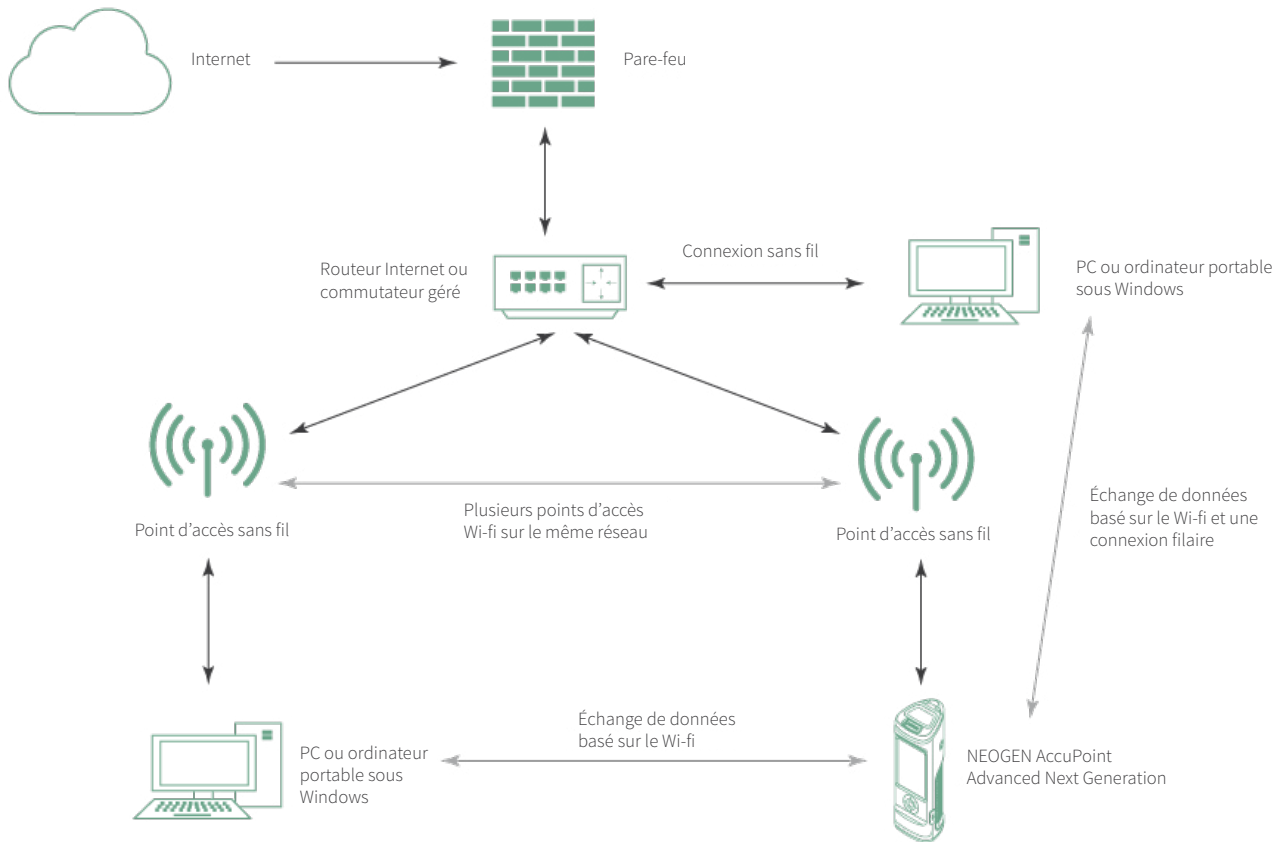 Internet
Pare-feu
Connexion sans fil
Routeur Internet ou
commutateur géré
PC ou ordinateur portable
sous Windows
Échange de données
basé sur le Wi-fi et une
connexion filaire
Plusieurs points d’accès
Wi-fi sur le même réseau
Point d’accès sans fil
Point d’accès sans fil
Échange de données
basé sur le Wi-fi
PC ou ordinateur
portable sous
Windows
NEOGEN AccuPoint
Advanced Next Generation